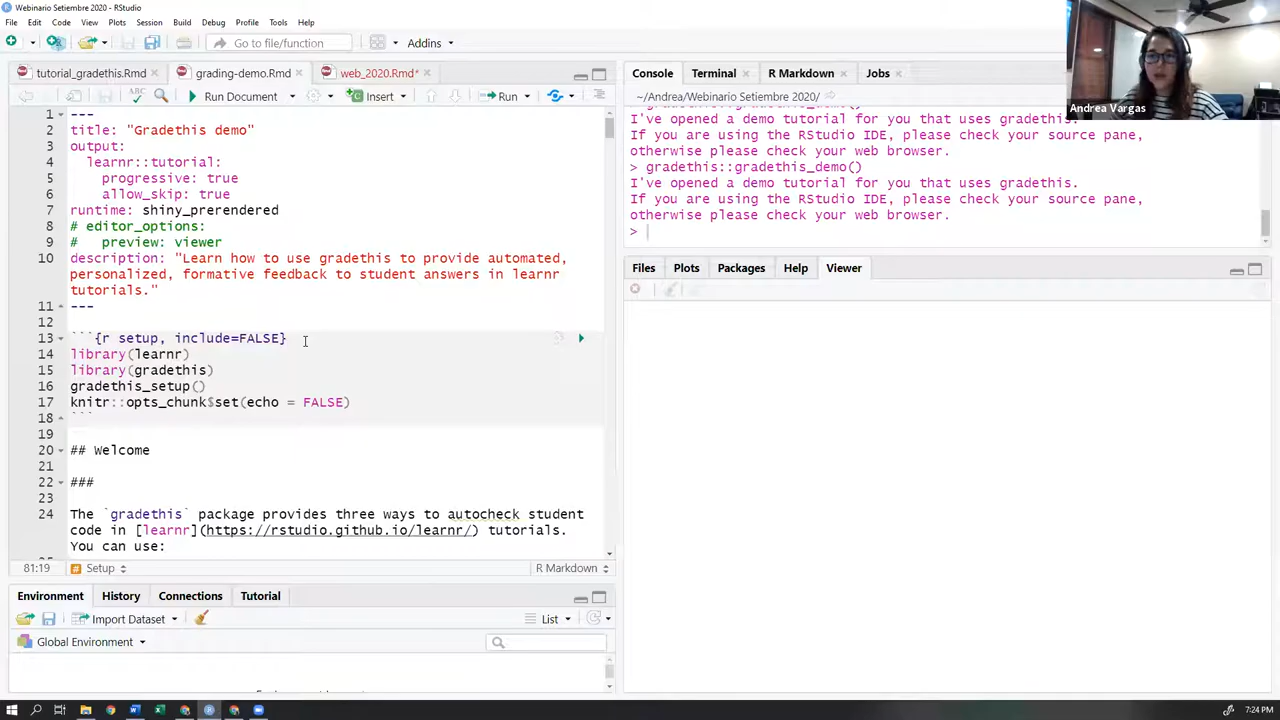 Webinario Setiembre 2020 - RStudio
File Edit Code View Plots Session Build Debug Profile Tools Help
Go to file/function Addins
tutorial_gradethis.Rmd grading-demo.Rmd web_2020.Rmd*
ABC Run Document Insert Run
1 ---
2 title: "Gradethis demo"
3 output:
4 learnr::tutorial:
5 progressive: true
6 allow_skip: true
7 runtime: shiny_prerendered
8 # editor_options:
9 # preview: viewer
10 description: "Learn how to use gradethis to provide automated,
personalized, formative feedback to student answers in learnr
tutorials."
11 ---
12
13 ```{r setup, include=FALSE}
14 library(learnr)
15 library(gradethis)
16 gradethis_setup()
17 knitr::opts_chunk$set(echo = FALSE)
18 ```
19
20 ## Welcome
21
22 ###
23
24 The `gradethis` package provides three ways to autocheck student
code in [learnr](https://rstudio.github.io/learnr/) tutorials.
You can use:
81:19 Setup R Markdown
Environment History Connections Tutorial
Import Dataset List
Global Environment
Console Terminal R Markdown Jobs
~/Andrea/Webinario Setiembre 2020/
I've opened a demo tutorial for you that uses gradethis.
If you are using the RStudio IDE, please check your source pane,
otherwise please check your web browser.
> gradethis::gradethis_demo()
I've opened a demo tutorial for you that uses gradethis.
If you are using the RStudio IDE, please check your source pane,
otherwise please check your web browser.
>
Files Plots Packages Help Viewer
Andrea Vargas
7:24 PM